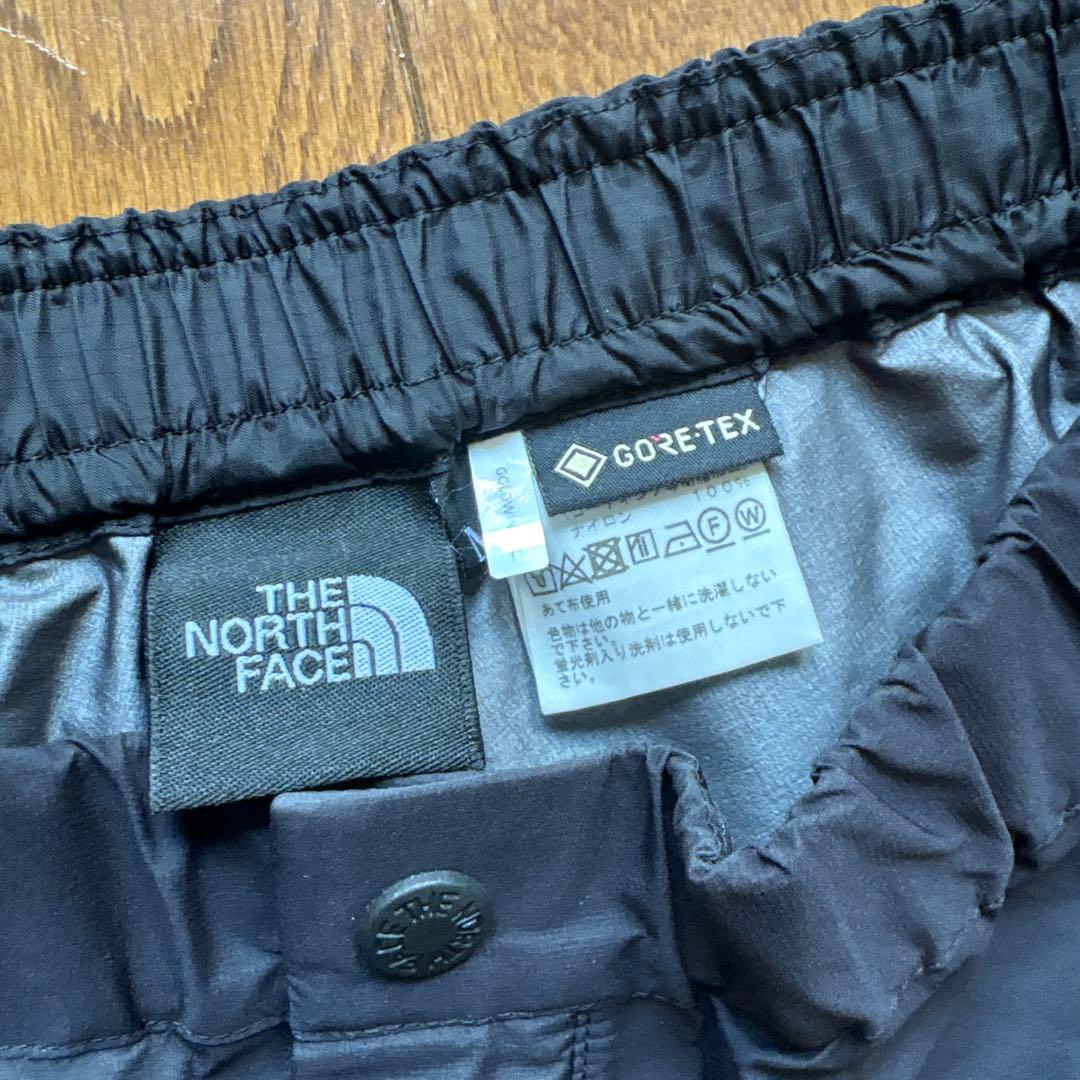 THE
NORTH
FACE
GORE-TEX
100%
ナイロン
F W
あて布使用
色物は他の物と一緒に洗濯しない
で下さい。
蛍光剤入り洗剤は使用しないで下
さい。
THE NORTH